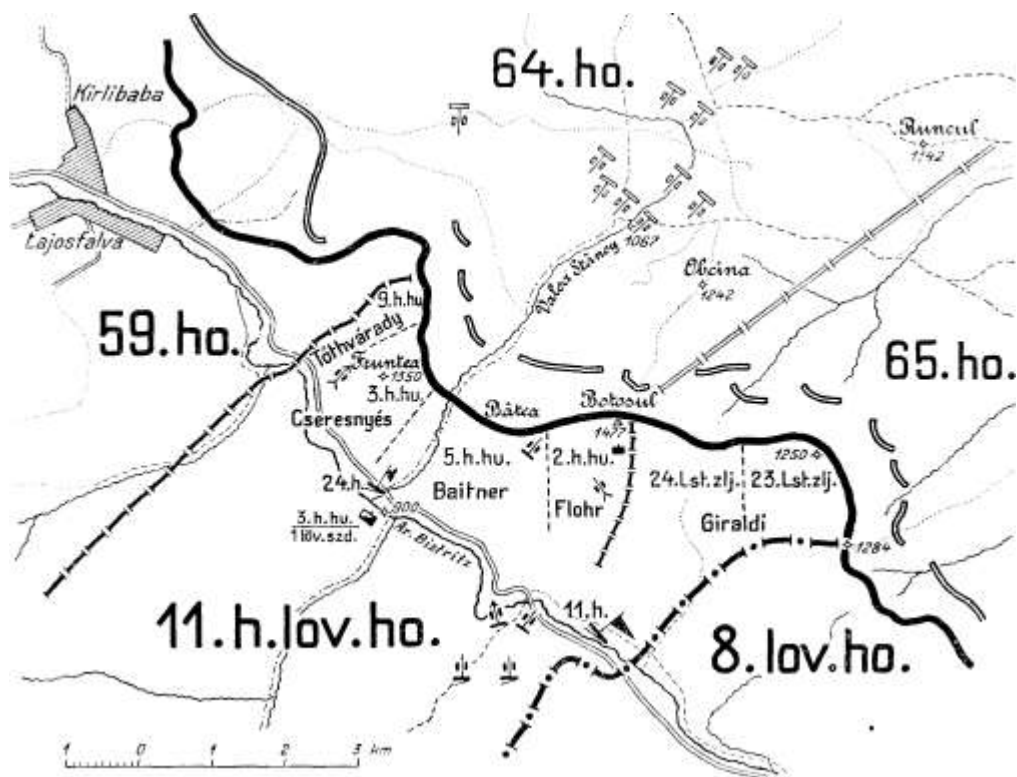 64. ho.
Kirlibaba
Runcul
1142
Lajosfalva
1067
Valea Stânoy
Obcina
1242
9.h.hu
59. ho.
Tóthvárady
Fruntea
1350
3.h.hu.
65. ho.
Cseresnyés
Bâtca
Botosul
1477
1250
5.h.hu.
2.h.hu.
24.Lst.zlj.
23.Lst.zlj.
24.h.
Baitner
Flohr
Giraldi
900
3.h.hu.
1 löv.szd.
Ar. Bistritz
1284
11.h.
11.h.lov.ho.
8.lov.ho.
1 0 1 2 3 km